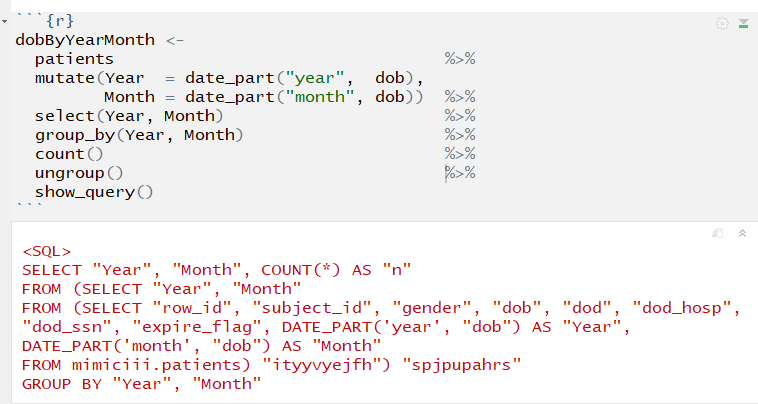 ```{r}
dobByYearMonth <-
  patients                                 %>%
  mutate(Year  = date_part("year",  dob),
         Month = date_part("month", dob))  %>%
  select(Year, Month)                      %>%
  group_by(Year, Month)                    %>%
  count()                                  %>%
  ungroup()                                %>%
  show_query()
```
<SQL>
SELECT "Year", "Month", COUNT(*) AS "n"
FROM (SELECT "Year", "Month"
FROM (SELECT "row_id", "subject_id", "gender", "dob", "dod", "dod_hosp",
"dod_ssn", "expire_flag", DATE_PART('year', "dob") AS "Year",
DATE_PART('month', "dob") AS "Month"
FROM mimiciii.patients) "ityyvyejfh") "spjpupahrs"
GROUP BY "Year", "Month"